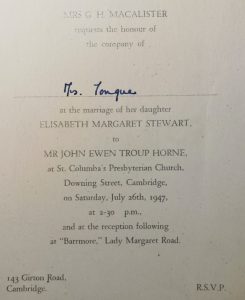 MRS G. H. MACALISTER
requests the honour of
the company of
Mrs. Tongue
at the marriage of her daughter
ELISABETH MARGARET STEWART,
to
MR JOHN EWEN TROUP HORNE,
at St. Columba's Presbyterian Church,
Downing Street, Cambridge,
on Saturday, July 26th, 1947,
at 2-30 p.m.,
and at the reception following
at "Barrmore," Lady Margaret Road.
143 Girton Road,
Cambridge.
R.S.V.P.